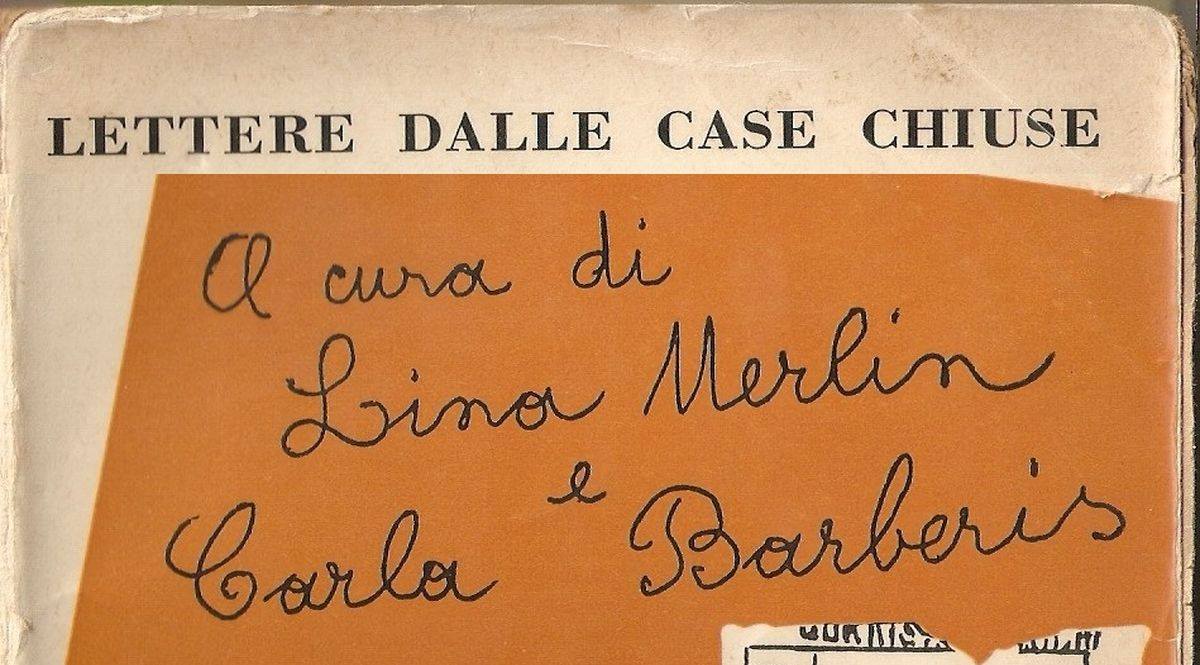 LETTERE DALLE CASE CHIUSE
A cura di
Lina Merlin
e
Carla Barberis